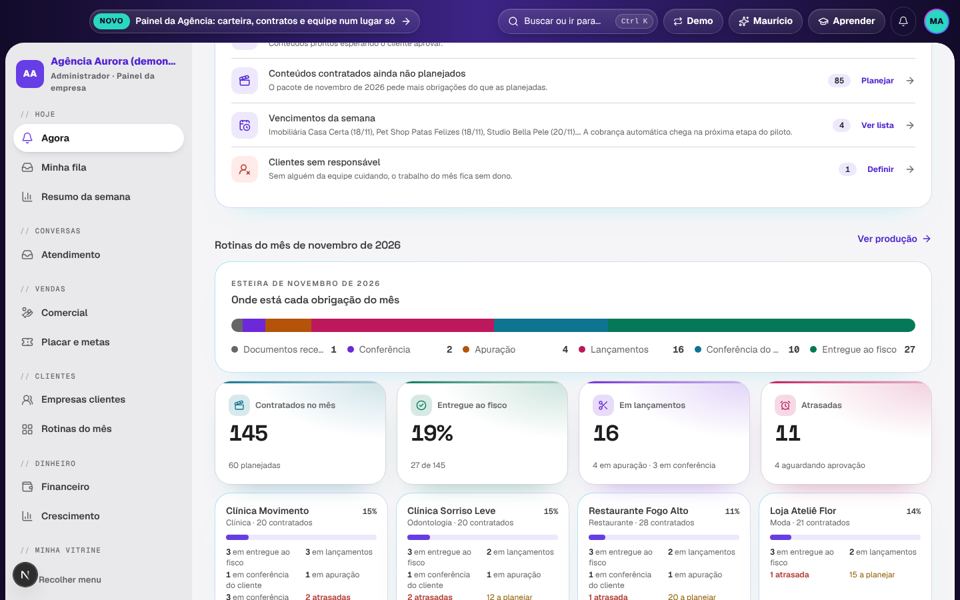 NOVO Painel da Agência: carteira, contratos e equipe num lugar só
Buscar ou ir para... Ctrl K
Demo
Maurício
Aprender
MA
AA
Agência Aurora (demon...
Administrador · Painel da
empresa
// HOJE
Agora
Minha fila
Resumo da semana
// CONVERSAS
Atendimento
// VENDAS
Comercial
Placar e metas
// CLIENTES
Empresas clientes
Rotinas do mês
// DINHEIRO
Financeiro
Crescimento
// MINHA VITRINE
N
Recolher menu
Conteúdos prontos esperando o cliente aprovar.
Conteúdos contratados ainda não planejados
O pacote de novembro de 2026 pede mais obrigações do que as planejadas.
85 Planejar
Vencimentos da semana
Imobiliária Casa Certa (18/11), Pet Shop Patas Felizes (18/11), Studio Bella Pele (20/11)... A cobrança automática chega na próxima etapa do piloto.
4 Ver lista
Clientes sem responsável
Sem alguém da equipe cuidando, o trabalho do mês fica sem dono.
1 Definir
Rotinas do mês de novembro de 2026
Ver produção
ESTEIRA DE NOVEMBRO DE 2026
Onde está cada obrigação do mês
Documentos rece... 1 Conferência 2 Apuração 4 Lançamentos 16 Conferência do ... 10 Entregue ao fisco 27
Contratados no mês
145
60 planejadas
Entregue ao fisco
19%
27 de 145
Em lançamentos
16
4 em apuração · 3 em conferência
Atrasadas
11
4 aguardando aprovação
Clínica Movimento 15%
Clínica · 20 contratados
3 em entregue ao fisco
3 em lançamentos
1 em conferência do cliente
1 em apuração
3 em conferência
2 atrasadas
Clínica Sorriso Leve 15%
Odontologia · 20 contratados
3 em entregue ao fisco
2 em lançamentos
1 em conferência do cliente
1 em apuração
2 atrasadas
12 a planejar
Restaurante Fogo Alto 11%
Restaurante · 28 contratados
3 em entregue ao fisco
2 em lançamentos
1 em conferência do cliente
1 em apuração
1 atrasada
20 a planejar
Loja Ateliê Flor 14%
Moda · 21 contratados
3 em entregue ao fisco
2 em lançamentos
1 atrasada
15 a planejar